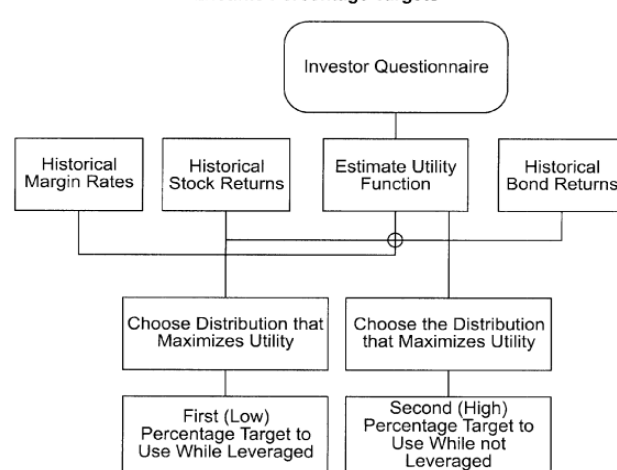 Investor Questionnaire
Historical
Margin Rates
Historical
Stock Returns
Estimate Utility
Function
Historical
Bond Returns
Choose Distribution that
Maximizes Utility
Choose the Distribution
that Maximizes Utility
First (Low)
Percentage Target to
Use While Leveraged
Second (High)
Percentage Target to
Use While not
Leveraged